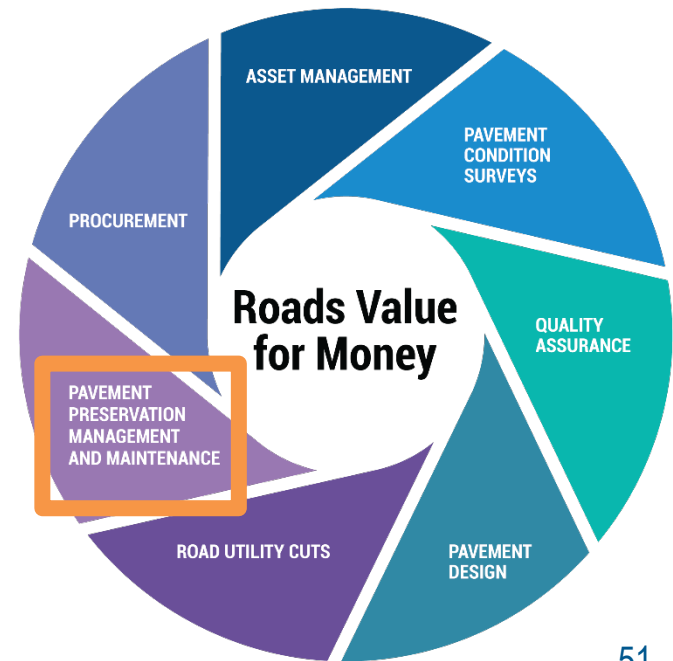 ASSET MANAGEMENT
PAVEMENT
CONDITION
SURVEYS
QUALITY
ASSURANCE
PAVEMENT
DESIGN
ROAD UTILITY CUTS
PAVEMENT
PRESERVATION
MANAGEMENT
AND MAINTENANCE
PROCUREMENT
Roads Value
for Money
51